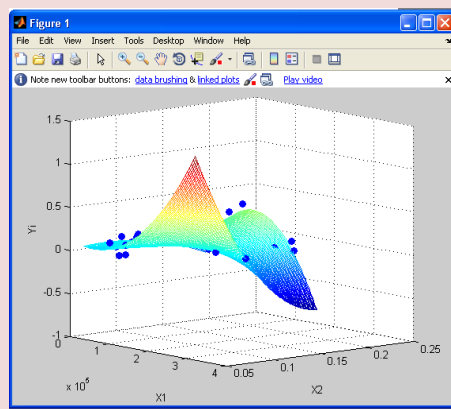 Figure 1
File Edit View Insert Tools Desktop Window Help
Note new toolbar buttons: data brushing & linked plots Play video
1.5
1
0.5
0
-0.5
-1
Yi
0
1
2
3
4
x 10^5
X1
0.05
0.1
0.15
0.2
0.25
X2